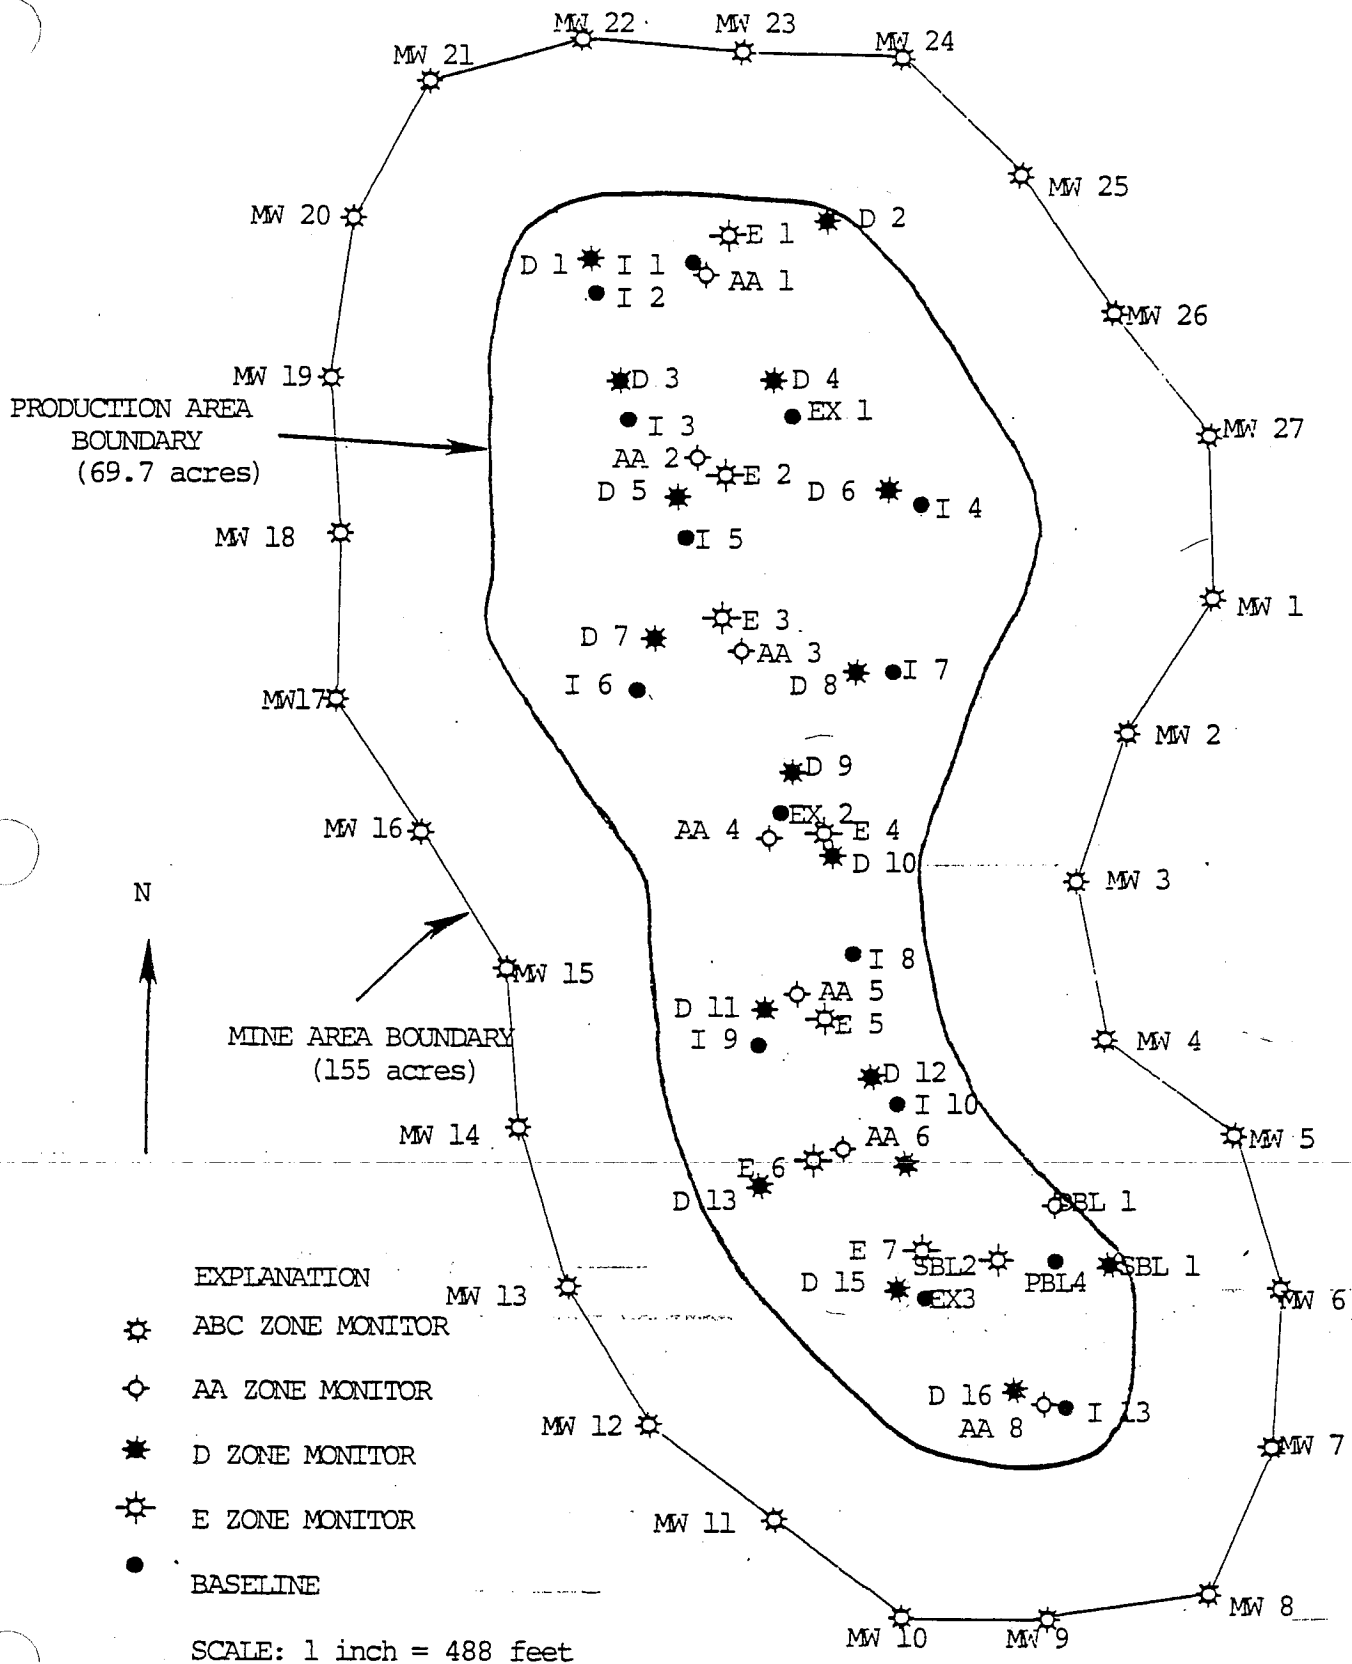 MW 22
MW 23
MW 21
MW 24
MW 25
MW 20
D 2
E 1
D 1
I 1
AA 1
I 2
MW 26
MW 19
D 3
D 4
PRODUCTION AREA
BOUNDARY
(69.7 acres)
EX 1
I 3
MW 27
AA 2
E 2
D 5
D 6
I 4
MW 18
I 5
MW 1
E 3
D 7
AA 3
I 6
D 8
I 7
MW17
MW 2
D 9
EX 2
MW 16
AA 4
E 4
D 10
MW 3
N
I 8
MW 15
AA 5
D 11
E 5
I 9
MINE AREA BOUNDARY
(155 acres)
MW 4
D 12
I 10
MW 14
AA 6
MW 5
E 6
D 13
DBL 1
E 7
SBL2
PBL4
SBL 1
D 15
EX3
MW 13
MW 6
D 16
AA 8
I 13
MW 12
MW 7
MW 11
MW 8
MW 10
MW 9
EXPLANATION
ABC ZONE MONITOR
AA ZONE MONITOR
D ZONE MONITOR
E ZONE MONITOR
BASELINE
SCALE: 1 inch = 488 feet